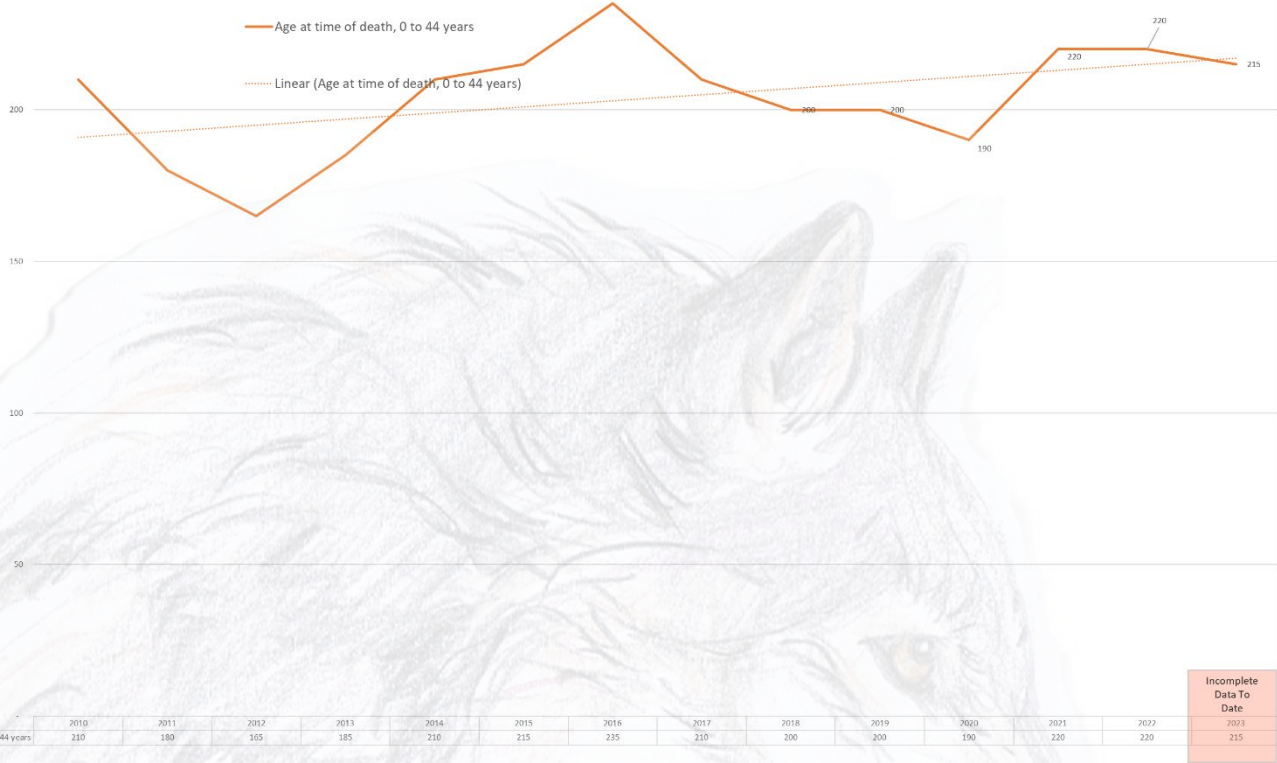 Age at time of death, 0 to 44 years
Linear (Age at time of death, 0 to 44 years)
220
220
215
200
200
200
190
150
100
50
-
Incomplete
Data To
Date
2010 2011 2012 2013 2014 2015 2016 2017 2018 2019 2020 2021 2022 2023
44 years 210 180 165 185 210 215 235 210 200 200 190 220 220 215